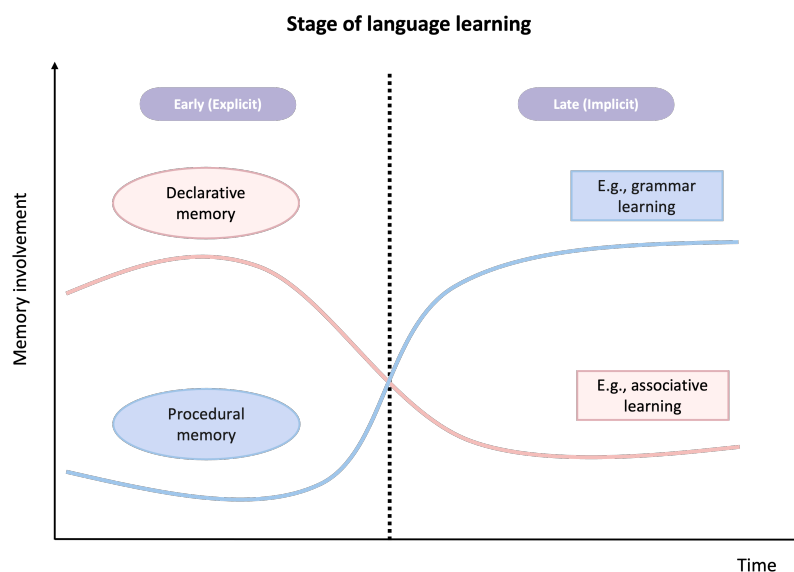 Stage of language learning
Early (Explicit)
Late (Implicit)
Declarative
memory
E.g., grammar
learning
Memory involvement
Procedural
memory
E.g., associative
learning
Time